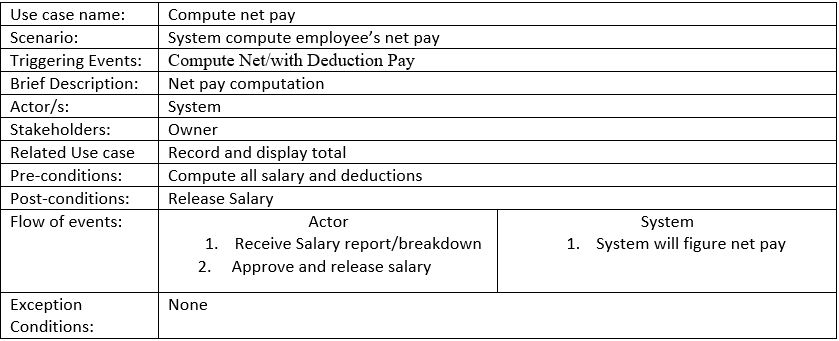 Use case name: Compute net pay
Scenario: System compute employee’s net pay
Triggering Events: Compute Net/with Deduction Pay
Brief Description: Net pay computation
Actor/s: System
Stakeholders: Owner
Related Use case Record and display total
Pre-conditions: Compute all salary and deductions
Post-conditions: Release Salary
Flow of events: Actor System
1. Receive Salary report/breakdown 1. System will figure net pay
2. Approve and release salary
Exception None
Conditions: